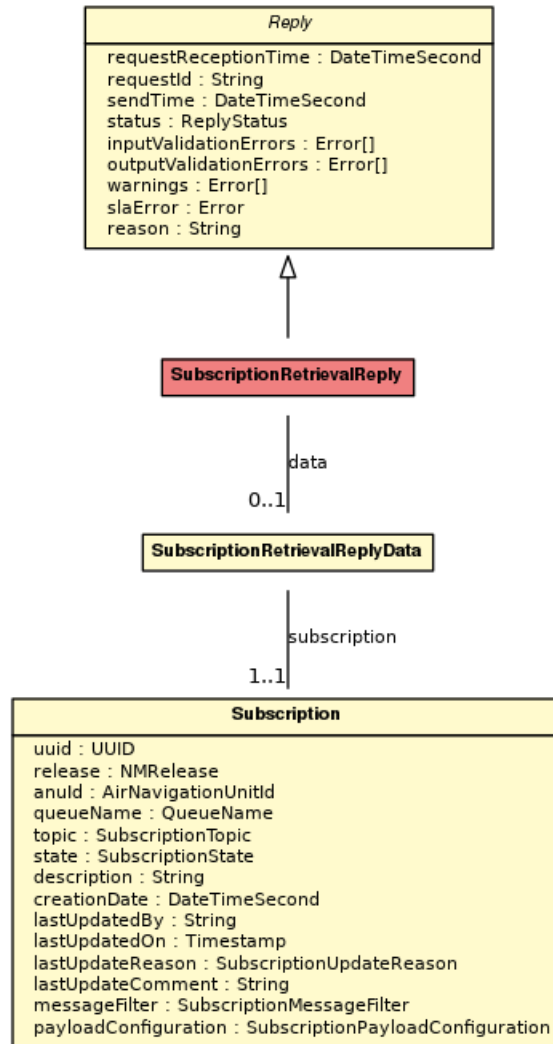 Reply
requestReceptionTime : DateTimeSecond
requestId : String
sendTime : DateTimeSecond
status : ReplyStatus
inputValidationErrors : Error[]
outputValidationErrors : Error[]
warnings : Error[]
slaError : Error
reason : String
SubscriptionRetrievalReply
data
0..1
SubscriptionRetrievalReplyData
subscription
1..1
Subscription
uuid : UUID
release : NMRelease
anuId : AirNavigationUnitId
queueName : QueueName
topic : SubscriptionTopic
state : SubscriptionState
description : String
creationDate : DateTimeSecond
lastUpdatedBy : String
lastUpdatedOn : Timestamp
lastUpdateReason : SubscriptionUpdateReason
lastUpdateComment : String
messageFilter : SubscriptionMessageFilter
payloadConfiguration : SubscriptionPayloadConfiguration